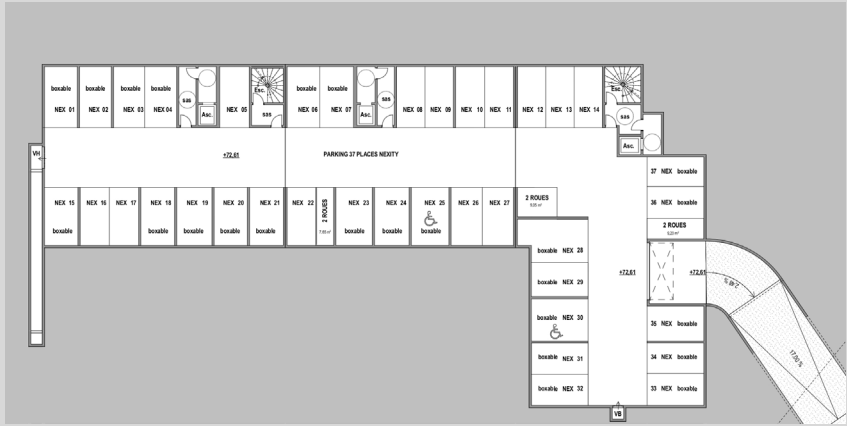 boxable
NEX 01
boxable
NEX 02
boxable
NEX 03
boxable
NEX 04
sas
Asc.
NEX 05
Esc.
sas
boxable
NEX 06
boxable
NEX 07
Asc.
sas
NEX 08
NEX 09
NEX 10
NEX 11
NEX 12
NEX 13
NEX 14
Esc.
sas
Asc.
VH
+72,61
PARKING 37 PLACES NEXITY
37 NEX boxable
36 NEX boxable
2 ROUES
NEX 15
boxable
NEX 16
NEX 17
NEX 18
boxable
NEX 19
boxable
NEX 20
boxable
NEX 21
boxable
NEX 22
2 ROUES
NEX 23
boxable
NEX 24
boxable
NEX 25
boxable
NEX 26
NEX 27
2 ROUES
boxable NEX 28
boxable NEX 29
boxable NEX 30
boxable NEX 31
boxable NEX 32
+72,61
+72,61
35 NEX boxable
34 NEX boxable
33 NEX boxable
17,00 %
VB